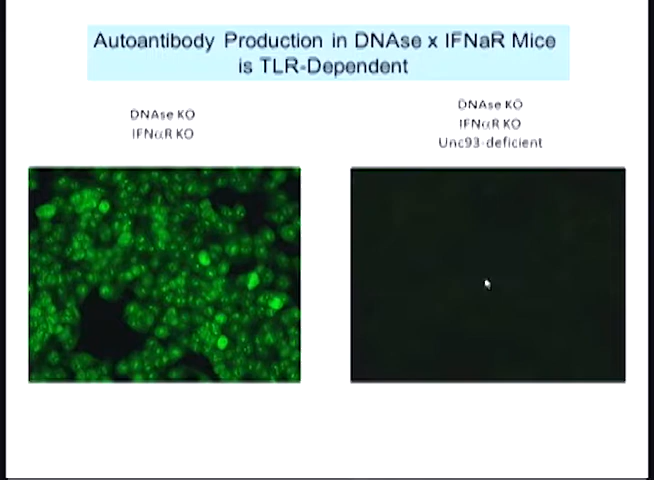 Autoantibody Production in DNAse x IFNaR Mice
is TLR-Dependent
DNAse KO
IFNαR KO
DNAse KO
IFNαR KO
Unc93-deficient